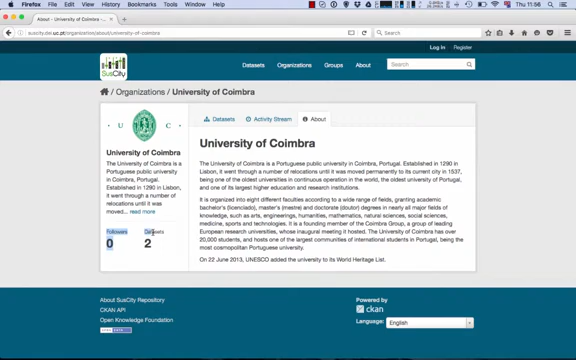 Firefox File Edit View History Bookmarks Tools Window Help
Thu 11:56
About - University of Coimbra -
suscity.dei.uc.pt/organization/about/university-of-coimbra
Search
Log in Register
SusCity
Datasets Organizations Groups About
Search
/ Organizations / University of Coimbra
U C
Datasets Activity Stream About
University of Coimbra
The University of Coimbra is a
Portuguese public university
in Coimbra, Portugal.
Established in 1290 in Lisbon,
it went through a number of
relocations until it was
moved... read more
Followers
0
Datasets
2
University of Coimbra
The University of Coimbra is a Portuguese public university in Coimbra, Portugal. Established in 1290 in
Lisbon, it went through a number of relocations until it was moved permanently to its current city in 1537,
being one of the oldest universities in continuous operation in the world, the oldest university of Portugal,
and one of its largest higher education and research institutions.
It is organized into eight different faculties according to a wide range of fields, granting academic
bachelor's (licenciado), master's (mestre) and doctorate (doutor) degrees in nearly all major fields of
knowledge, such as arts, engineerings, humanities, mathematics, natural sciences, social sciences,
medicine, sports and technologies. It is a founding member of the Coimbra Group, a group of leading
European research universities, whose inaugural meeting it hosted. The University of Coimbra has over
20,000 students, and hosts one of the largest communities of international students in Portugal, being the
most cosmopolitan Portuguese university.
On 22 June 2013, UNESCO added the university to its World Heritage List.
About SusCity Repository
CKAN API
Open Knowledge Foundation
OPEN DATA
Powered by
ckan
Language: English